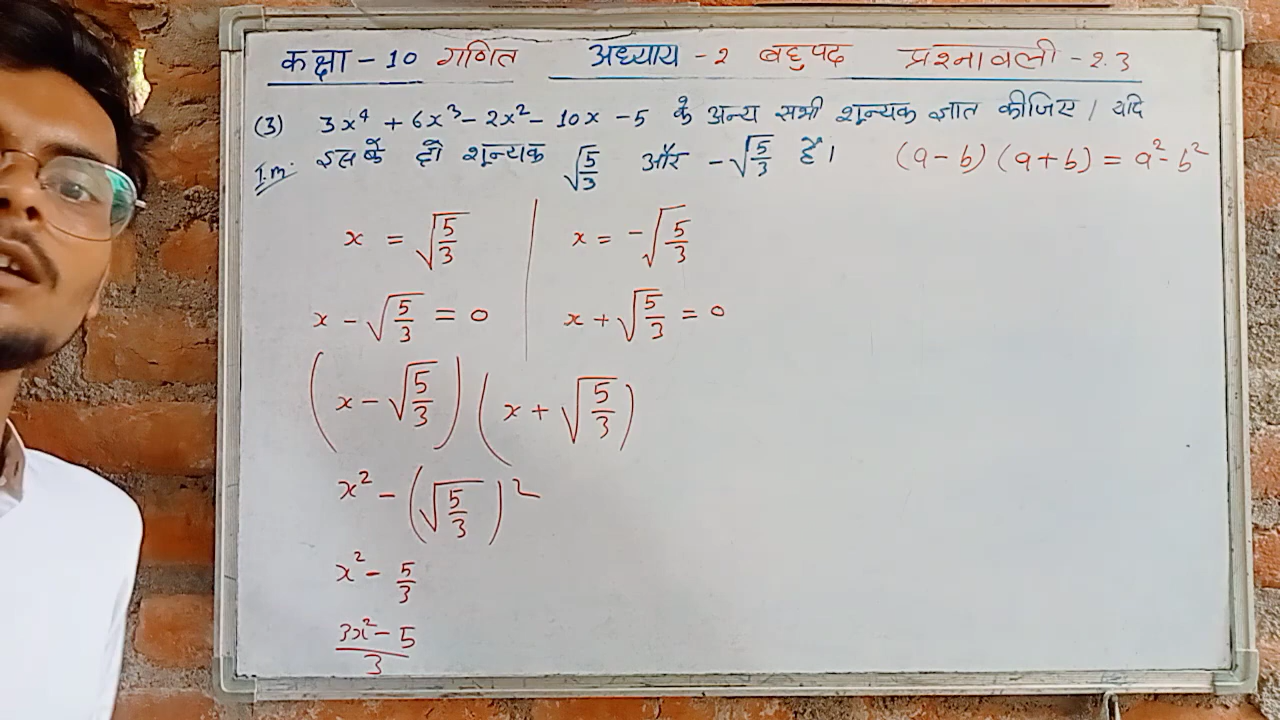 कक्षा - 10 गणित अध्याय - 2 बहुपद प्रश्नावली - 2.3
(3) 3x⁴ + 6x³ - 2x² - 10x - 5 के अन्य सभी शून्यक ज्ञात कीजिए। यदि
I.m. इसके दो शून्यक √5/3 और -√5/3 हैं। (a - b) (a + b) = a² - b²
x = √5/3 | x = -√5/3
x - √5/3 = 0 | x + √5/3 = 0
(x - √5/3) (x + √5/3)
x² - (√5/3)²
x² - 5/3
3x² - 5/3